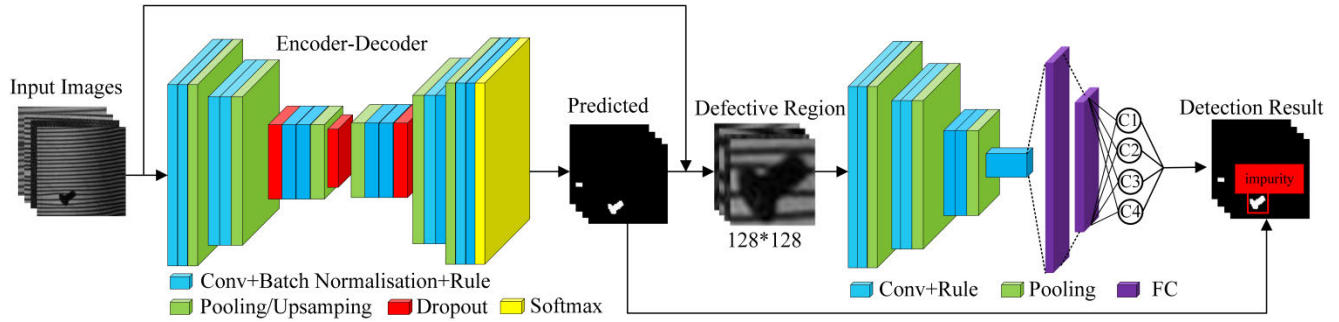 Encoder-Decoder
Input Images
Predicted
Defective Region
Detection Result
C1
C2
C3
C4
impurity
128*128
Conv+Batch Normalisation+Rule
Pooling/Upsamping
Dropout
Softmax
Conv+Rule
Pooling
FC